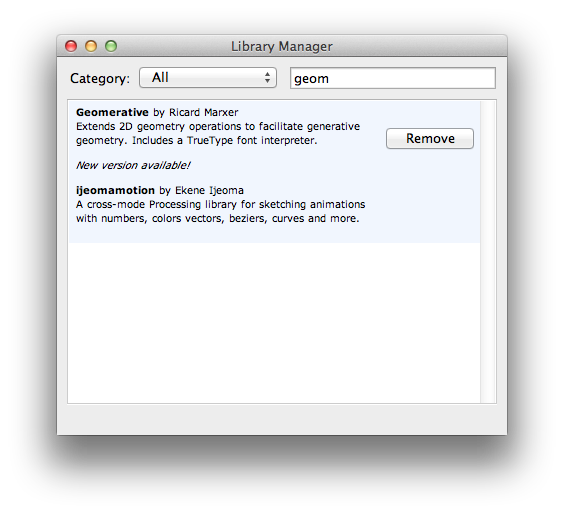 Library Manager
Category: All geom
Geomerative by Ricard Marxer
Extends 2D geometry operations to facilitate generative
geometry. Includes a TrueType font interpreter.
Remove
New version available!
ijeomamotion by Ekene Ijeoma
A cross-mode Processing library for sketching animations
with numbers, colors vectors, beziers, curves and more.